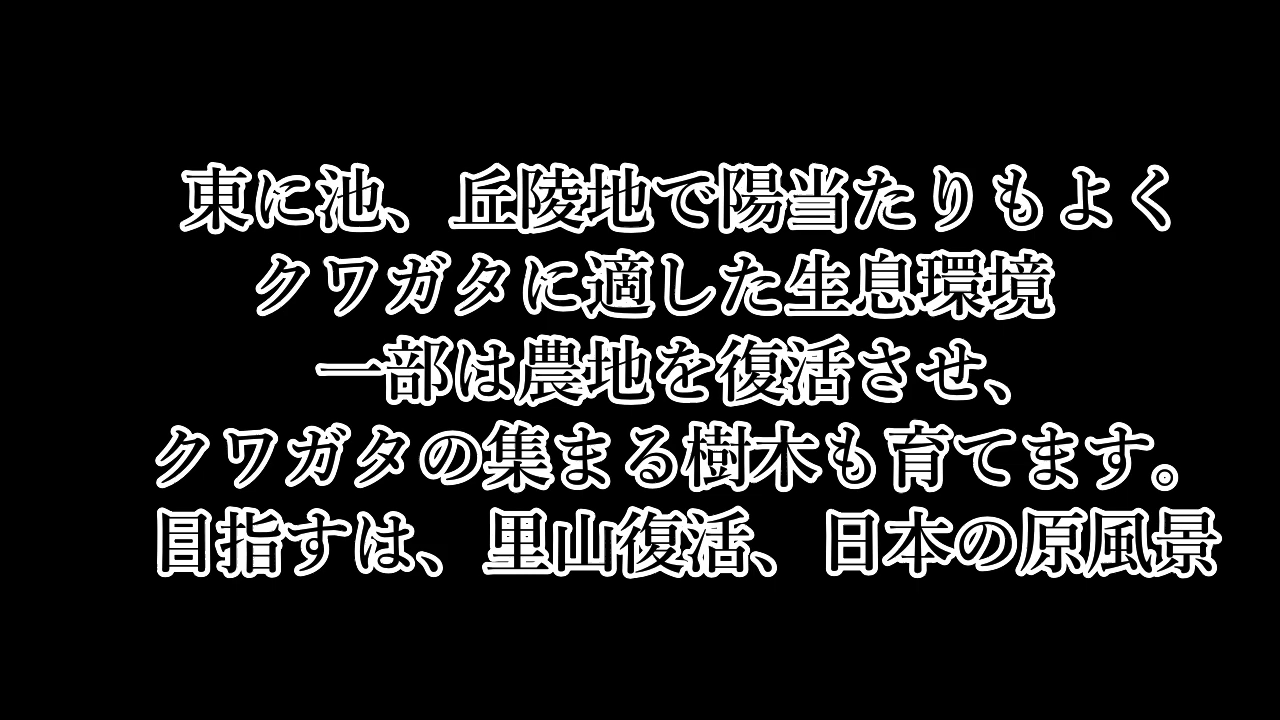 東に池、丘陵地で陽当たりもよく
クワガタに適した生息環境
一部は農地を復活させ、
クワガタの集まる樹木も育てます。
目指すは、里山復活、日本の原風景